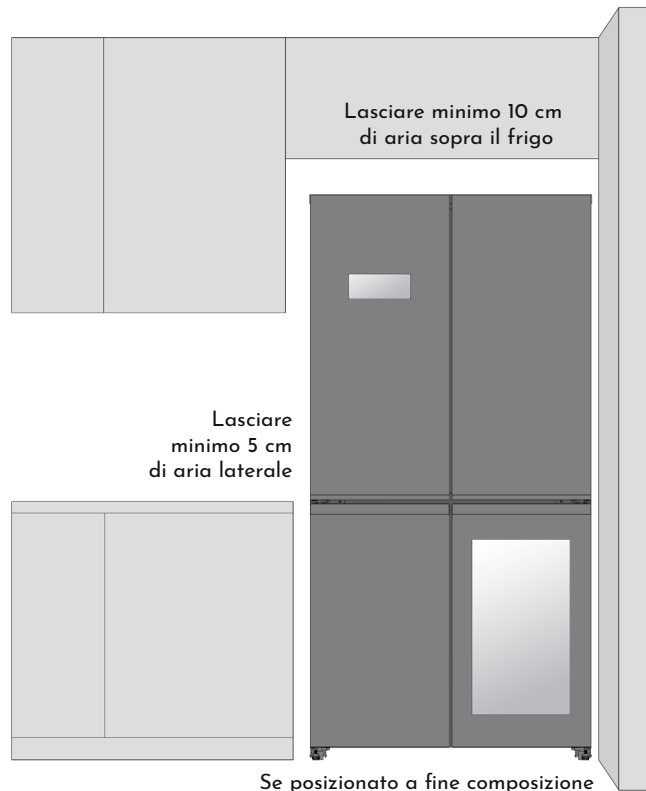 Lasciare minimo 10 cm
di aria sopra il frigo
Lasciare
minimo 5 cm
di aria laterale
Se posizionato a fine composizione